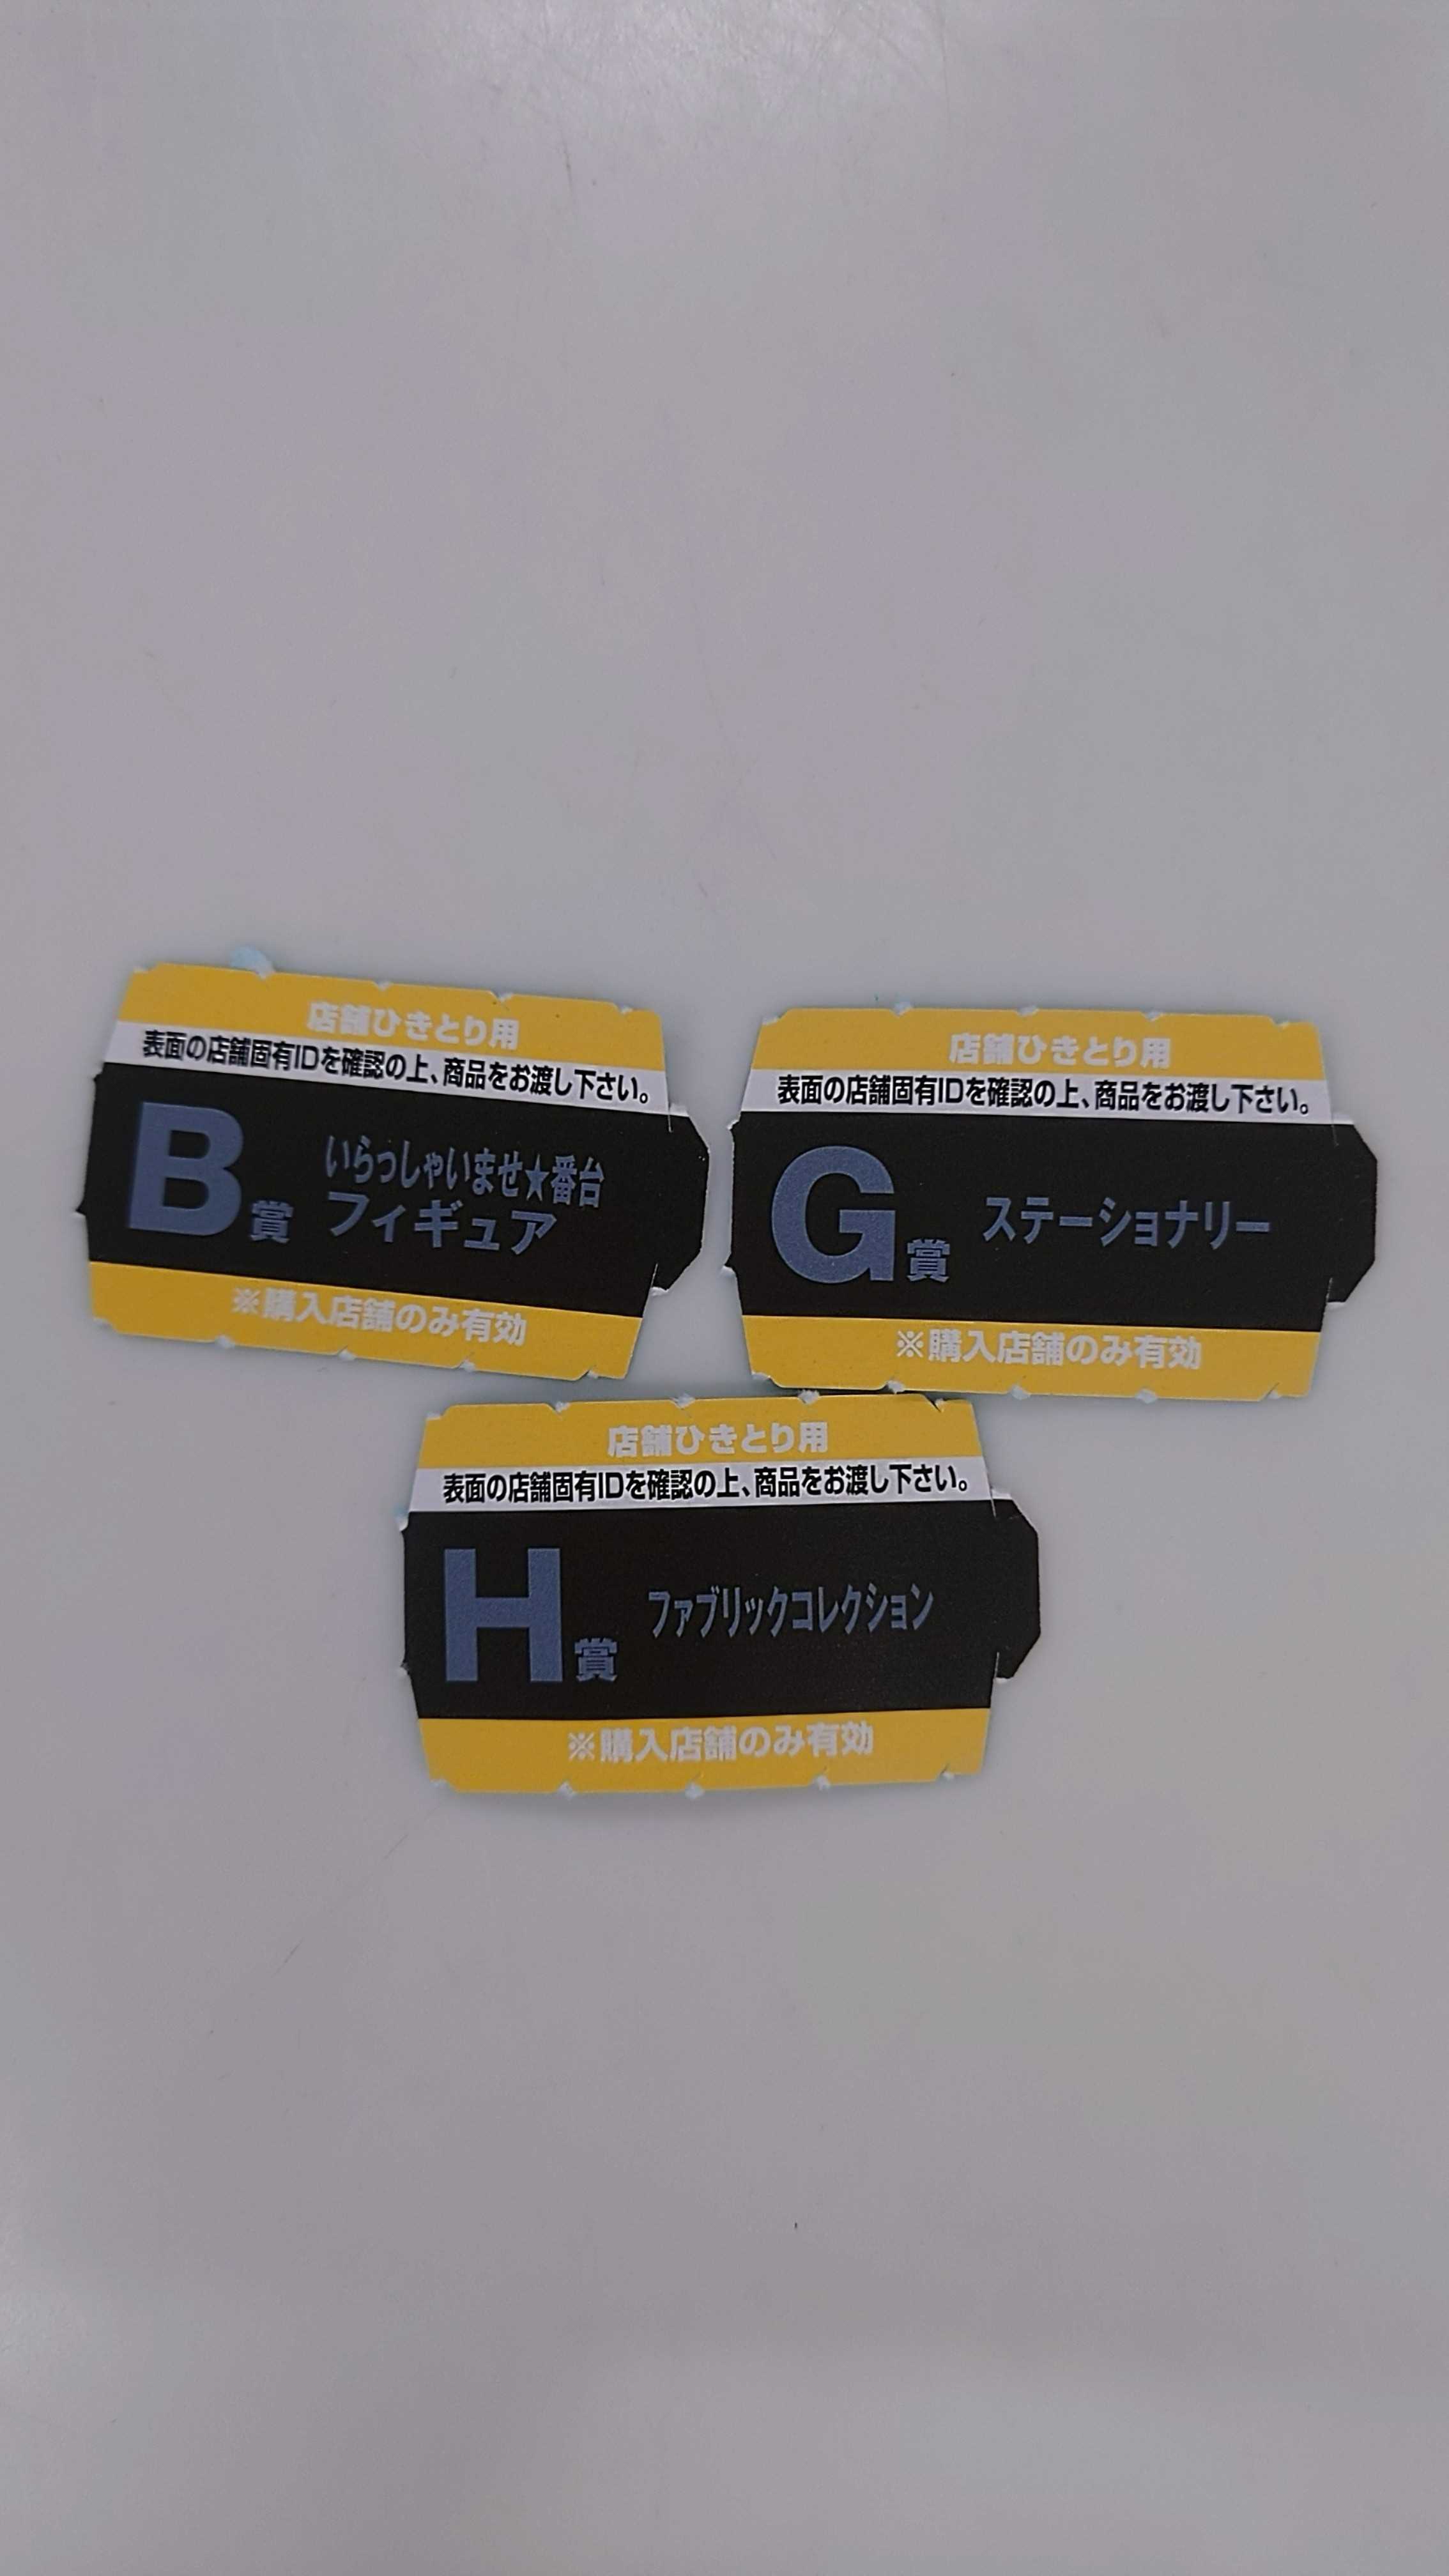 店舗ひきとり用
表面の店舗固有IDを確認の上、商品をお渡し下さい。
B賞 いらっしゃいませ★番台
フィギュア
※購入店舗のみ有効
店舗ひきとり用
表面の店舗固有IDを確認の上、商品をお渡し下さい。
G賞 ステーショナリー
※購入店舗のみ有効
店舗ひきとり用
表面の店舗固有IDを確認の上、商品をお渡し下さい。
H賞 ファブリックコレクション
※購入店舗のみ有効